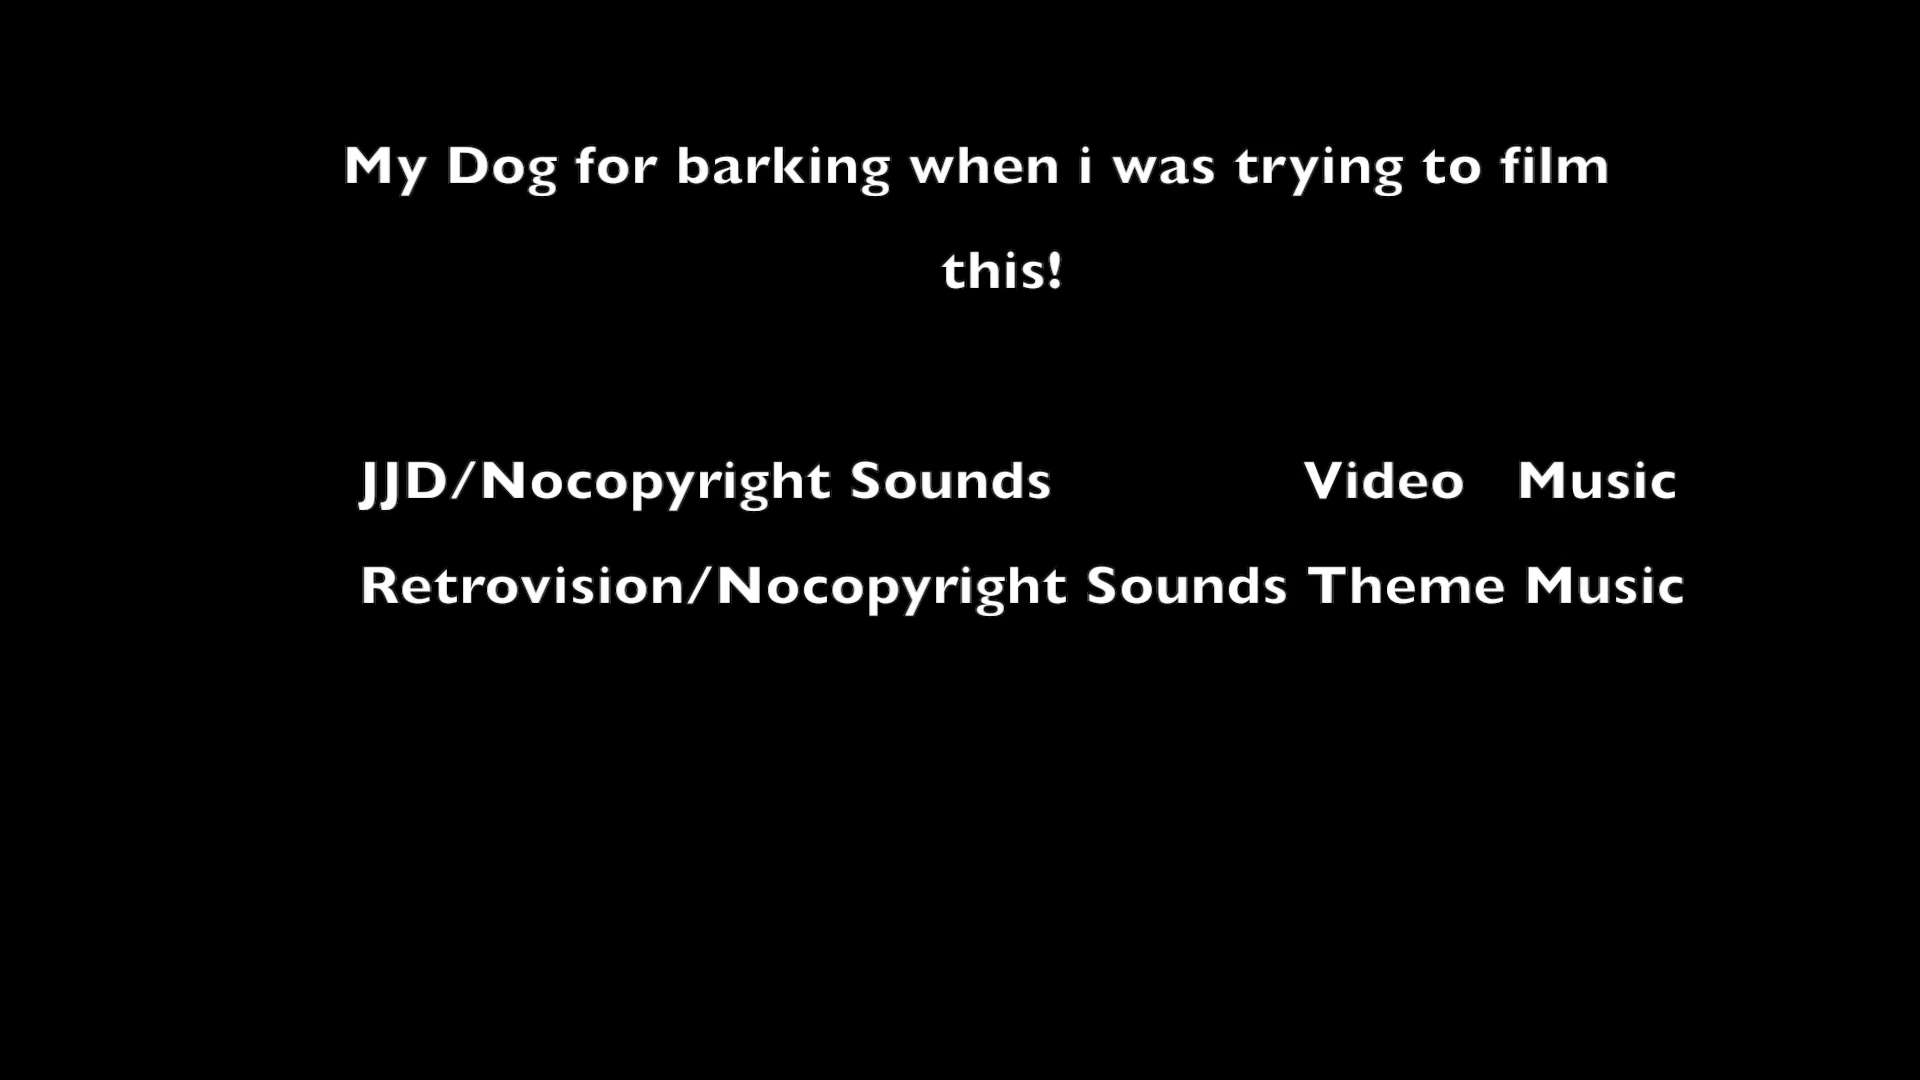 My Dog for barking when i was trying to film
this!
JJD/Nocopyright Sounds Video Music
Retrovision/Nocopyright Sounds Theme Music